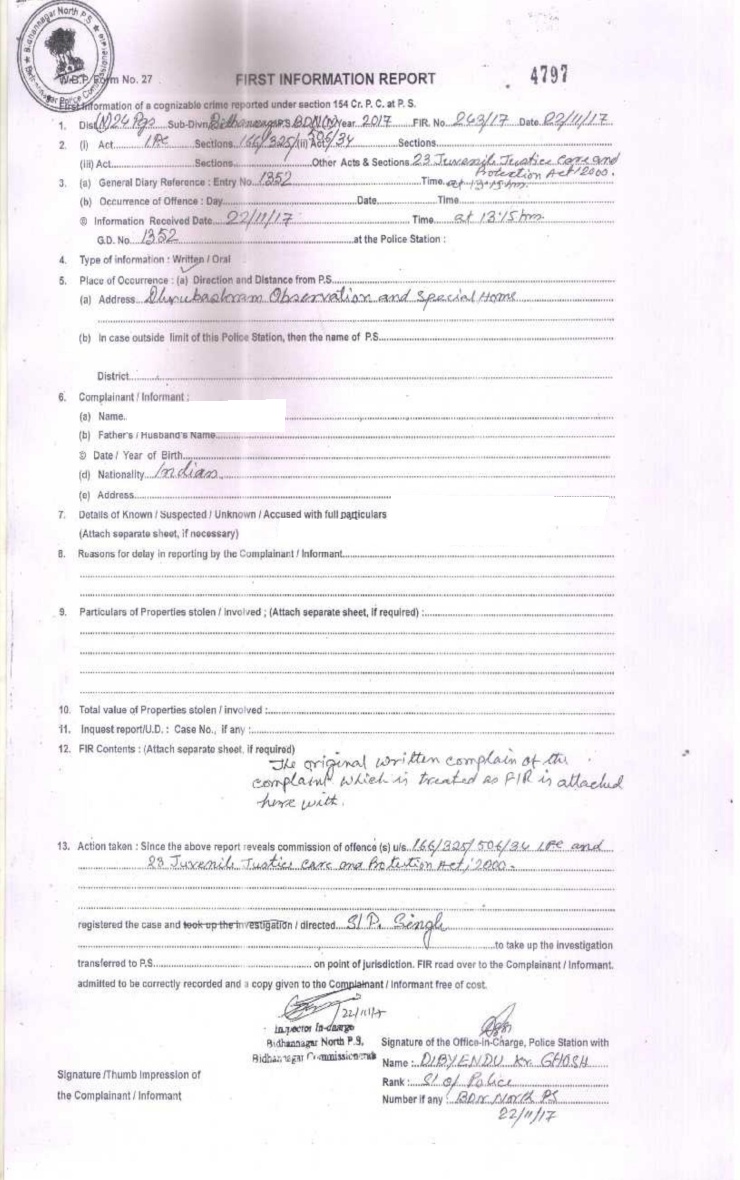 Bidhannagar North P.S.
W.B.P. Form No. 27
FIRST INFORMATION REPORT
4797
First Information of a cognizable crime reported under section 154 Cr. P. C. at P. S.
1. Dist (N) 24 Pgs Sub-Divn. Bidhannagar P.S. BDN (N) Year 2017 FIR. No. 263/17 Date 22/11/17
2. (i) Act IPC Sections 166/325/ (ii) Act 506/34 Sections
(iii) Act Sections Other Acts & Sections 23 Juvenile Justice Care and
Protection Act 2000.
3. (a) General Diary Reference : Entry No. 1352 Time at 13:15 hrs
(b) Occurrence of Offence : Day Date Time
© Information Received Date 22/11/17 Time at 13:15 hrs
G.D. No. 1352 at the Police Station :
4. Type of information : Written / Oral
5. Place of Occurrence : (a) Direction and Distance from P.S.
(a) Address Dhrubashram Observation and Special Home
(b) In case outside limit of this Police Station, then the name of P.S.
District
6. Complainant / Informant :
(a) Name.
(b) Father's / Husband's Name
© Date / Year of Birth
(d) Nationality Indian
(e) Address
7. Details of Known / Suspected / Unknown / Accused with full particulars
(Attach separate sheet, if necessary)
8. Reasons for delay in reporting by the Complainant / Informant
9. Particulars of Properties stolen / Involved ; (Attach separate sheet, if required) :
10. Total value of Properties stolen / involved :
11. Inquest report/U.D. : Case No., if any :
12. FIR Contents : (Attach separate sheet, if required)
The original written complain of the
complaint which is treated as FIR is attached
here with.
13. Action taken : Since the above report reveals commission of offence (s) u/s. 166/325/506/34 IPC and
23 Juvenile Justice Care and Protection Act, 2000.
registered the case and took up the investigation / directed SI P. Singh
to take up the investigation
transferred to P.S. on point of jurisdiction. FIR read over to the Complainant / Informant.
admitted to be correctly recorded and a copy given to the Complainant / Informant free of cost.
22/11/17
Inspector In-charge
Bidhannagar North P.S.
Bidhannagar Commissionerate
Signature of the Office-in-Charge, Police Station with
Name : DIBYENDU Kr. GHOSH
Rank : SI of Police
Number if any : BDN North PS
22/11/17
Signature /Thumb Impression of
the Complainant / Informant